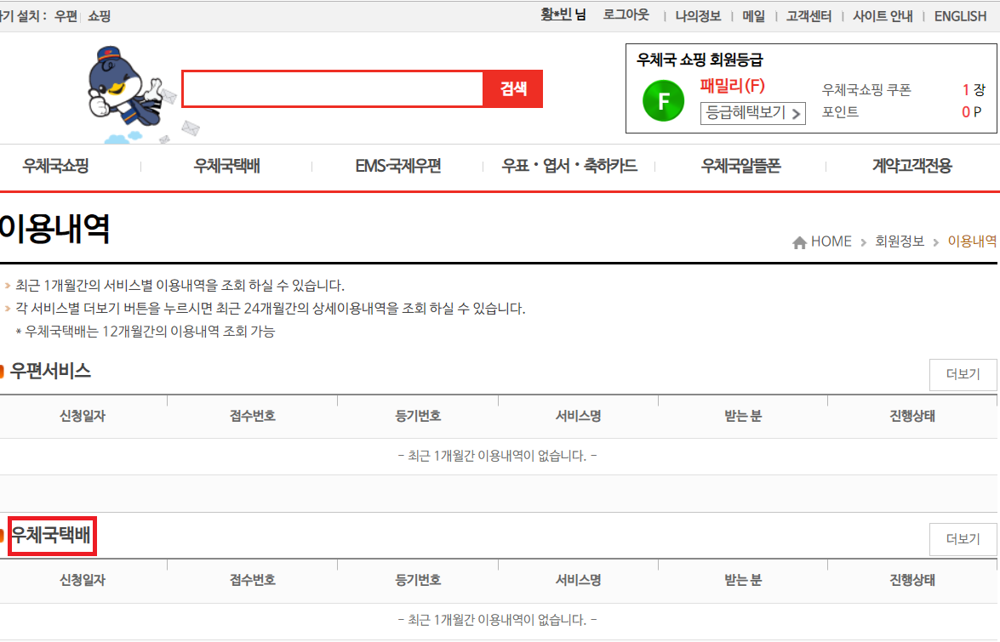 기 설치 : 우편 쇼핑
황*빈 님 로그아웃 나의정보 메일 고객센터 사이트 안내 ENGLISH
검색
우체국 쇼핑 회원등급
F
패밀리(F)
등급혜택보기 >
우체국쇼핑 쿠폰 1 장
포인트 0 P
우체국쇼핑 우체국택배 EMS·국제우편 우표·엽서·축하카드 우체국알뜰폰 계약고객전용
이용내역
HOME > 회원정보 > 이용내역
최근 1개월간의 서비스별 이용내역을 조회 하실 수 있습니다.
각 서비스별 더보기 버튼을 누르시면 최근 24개월간의 상세이용내역을 조회 하실 수 있습니다.
* 우체국택배는 12개월간의 이용내역 조회 가능
우편서비스 더보기
신청일자 접수번호 등기번호 서비스명 받는 분 진행상태
- 최근 1개월간 이용내역이 없습니다. -
우체국택배 더보기
신청일자 접수번호 등기번호 서비스명 받는 분 진행상태
- 최근 1개월간 이용내역이 없습니다. -